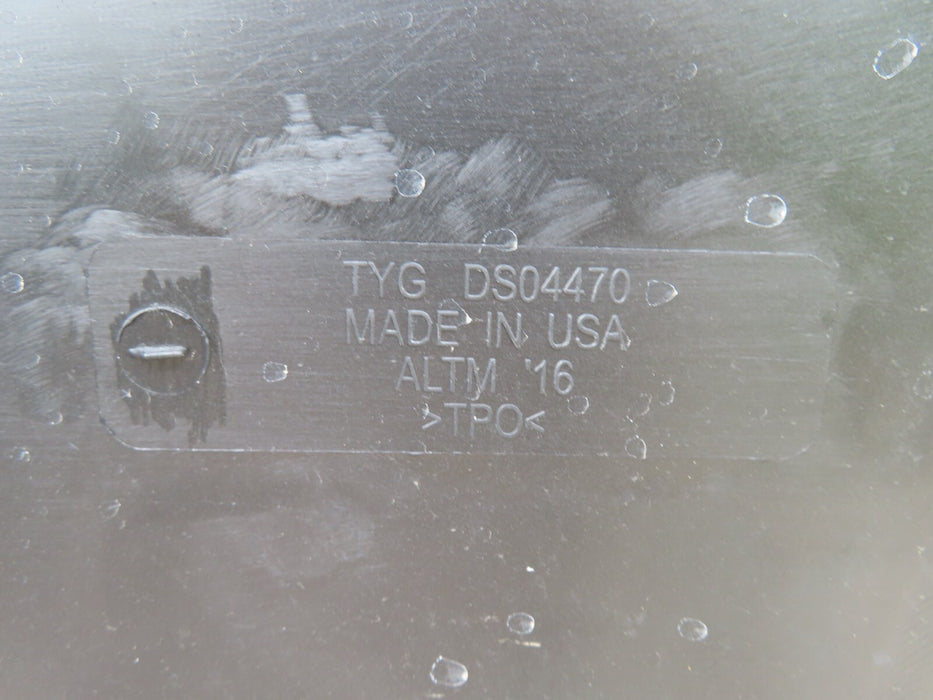 TYG DS04470
MADE IN USA
ALTM '16
>TPO<